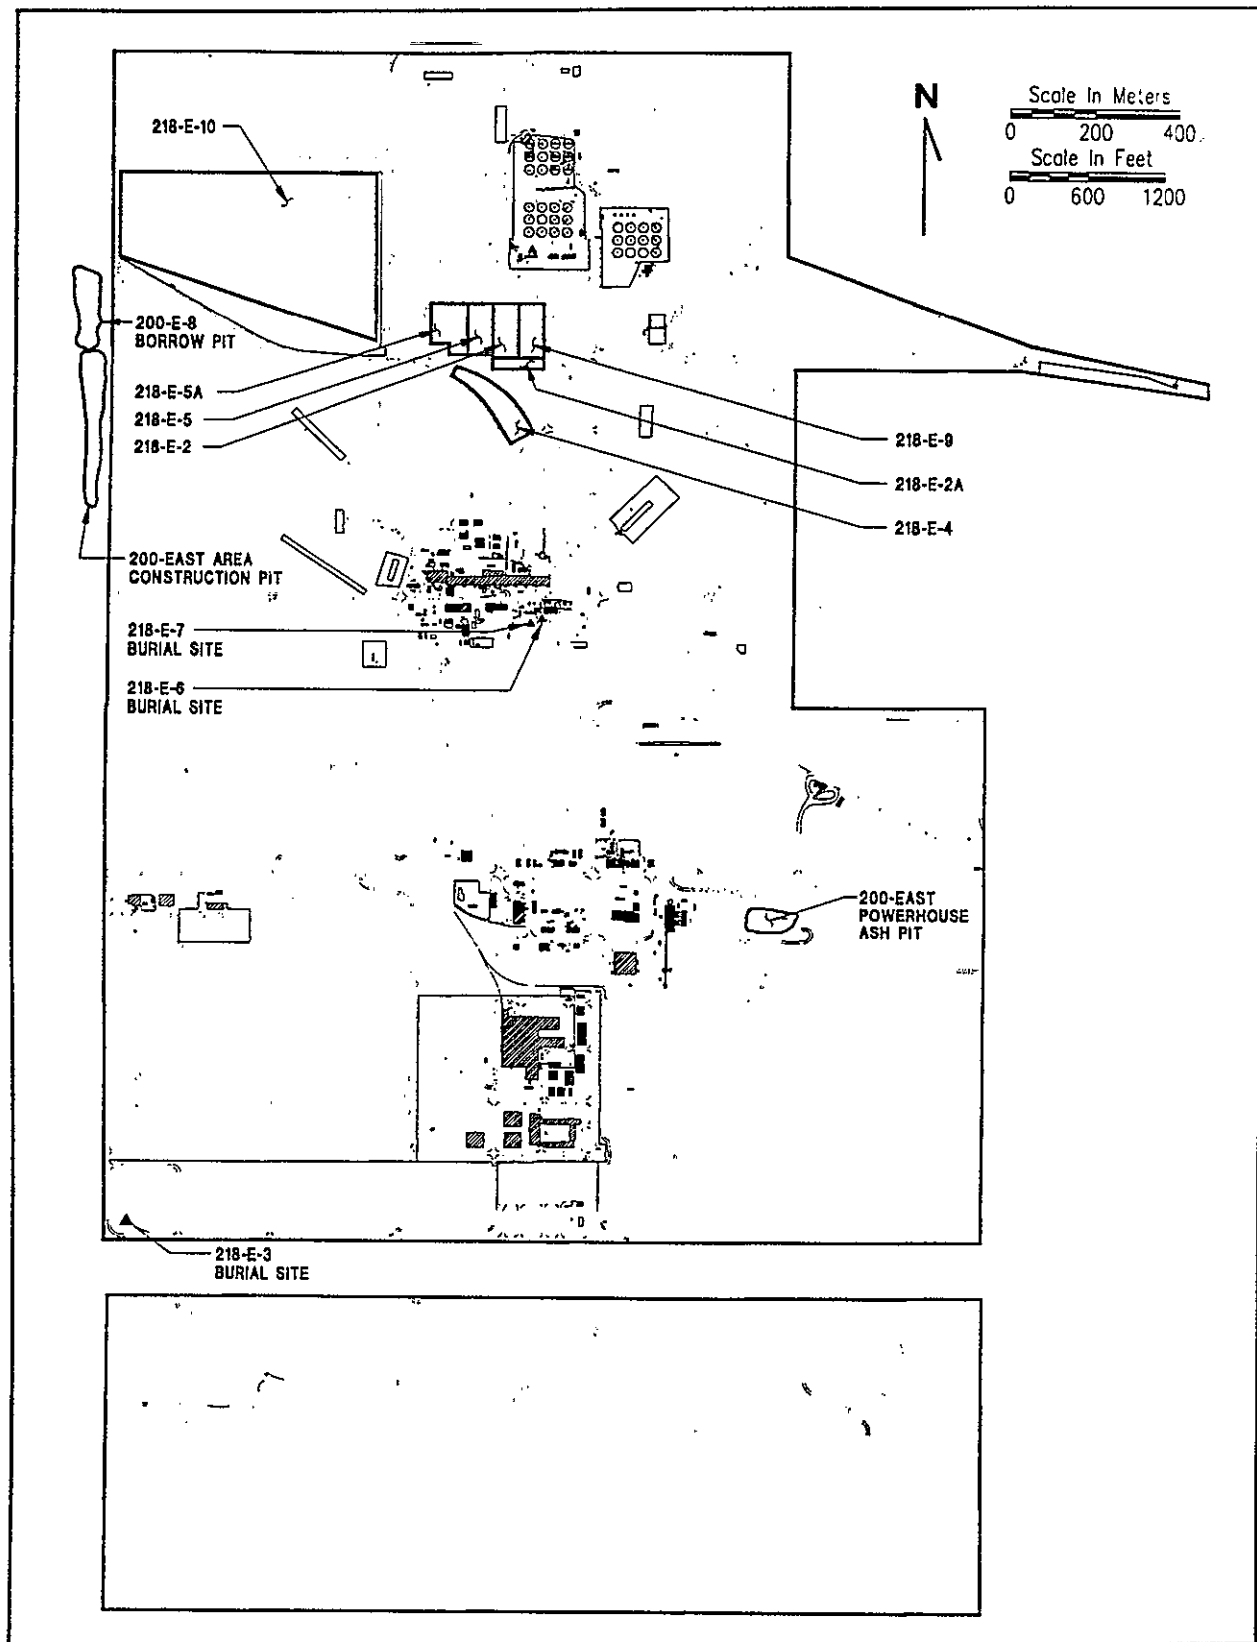 N
Scale In Meters
0 200 400
Scale In Feet
0 600 1200
218-E-10
200-E-8
BORROW PIT
218-E-5A
218-E-5
218-E-2
218-E-9
218-E-2A
218-E-4
200-EAST AREA
CONSTRUCTION PIT
218-E-7
BURIAL SITE
218-E-6
BURIAL SITE
200-EAST
POWERHOUSE
ASH PIT
218-E-3
BURIAL SITE